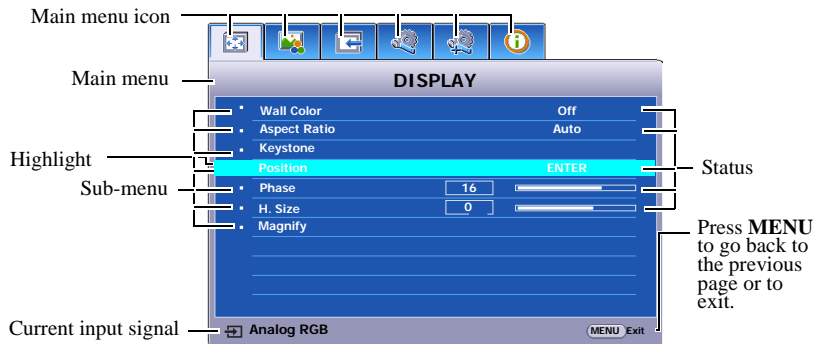 Main menu icon
Main menu
DISPLAY
Wall Color Off
Aspect Ratio Auto
Keystone
Highlight
Position ENTER
Status
Sub-menu
Phase 16
H. Size 0
Magnify
Press MENU
to go back to
the previous
page or to
exit.
Current input signal
Analog RGB
MENU Exit